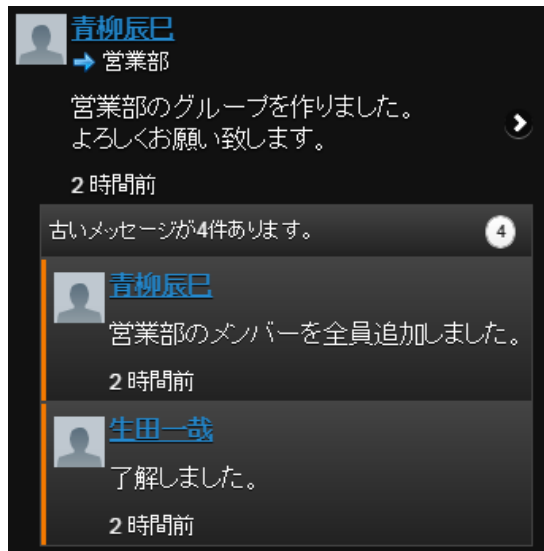 青柳辰巳
営業部
営業部のグループを作りました。
よろしくお願い致します。
2 時間前
古いメッセージが4件あります。
4
青柳辰巳
営業部のメンバーを全員追加しました。
2 時間前
生田一哉
了解しました。
2 時間前